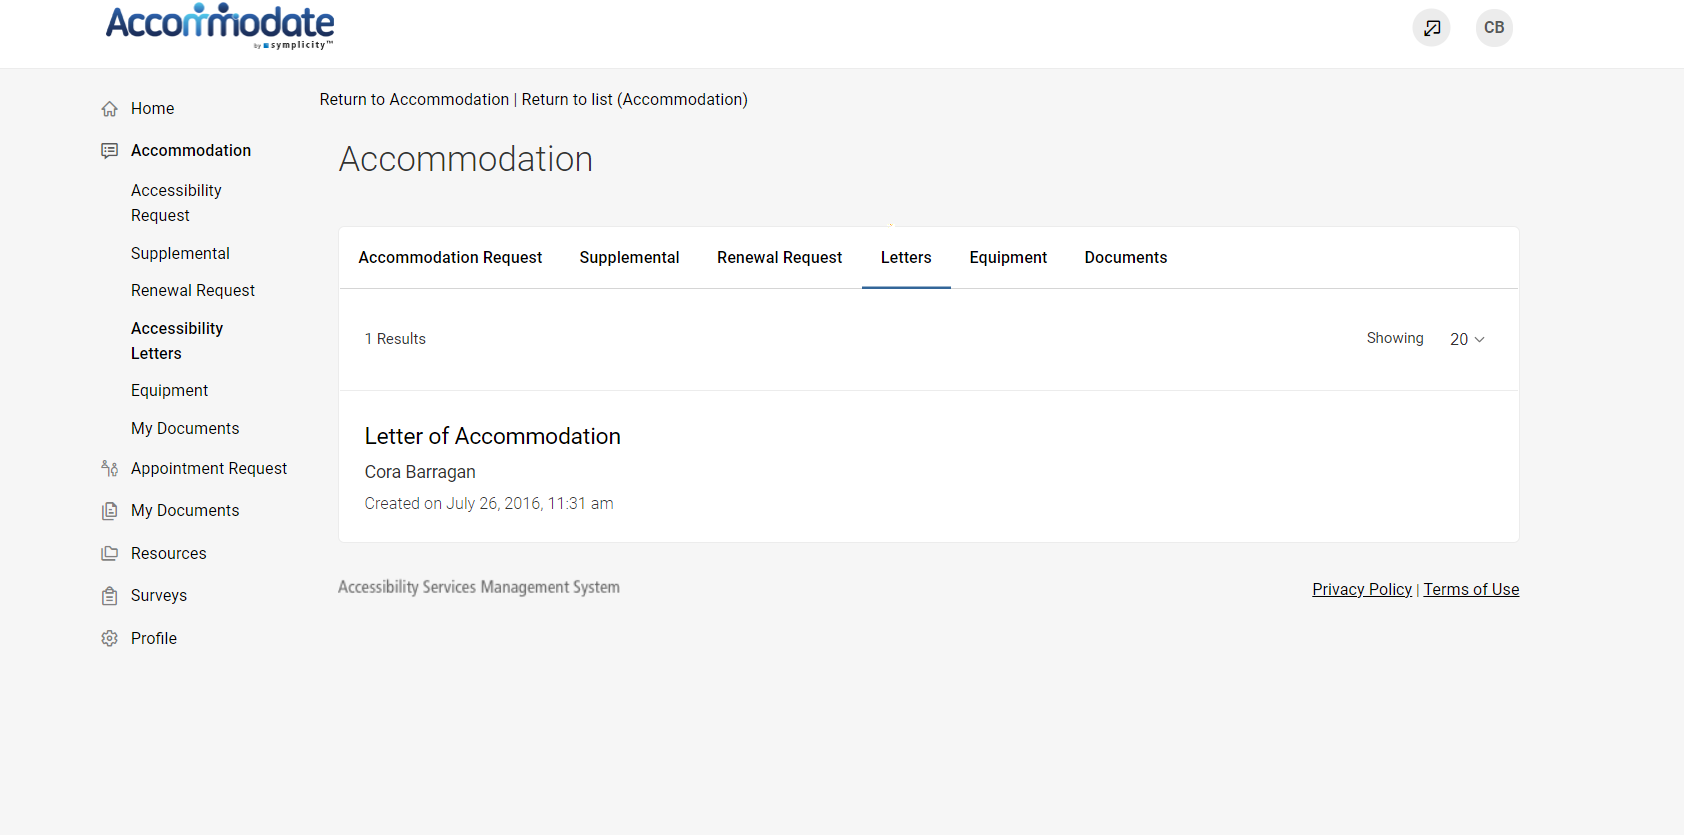 Accommodate
by symplicity™
CB
Home
Accommodation
Accessibility
Request
Supplemental
Renewal Request
Accessibility
Letters
Equipment
My Documents
Appointment Request
My Documents
Resources
Surveys
Profile
Return to Accommodation | Return to list (Accommodation)
Accommodation
Accommodation Request Supplemental Renewal Request Letters Equipment Documents
1 Results Showing 20
Letter of Accommodation
Cora Barragan
Created on July 26, 2016, 11:31 am
Accessibility Services Management System Privacy Policy | Terms of Use